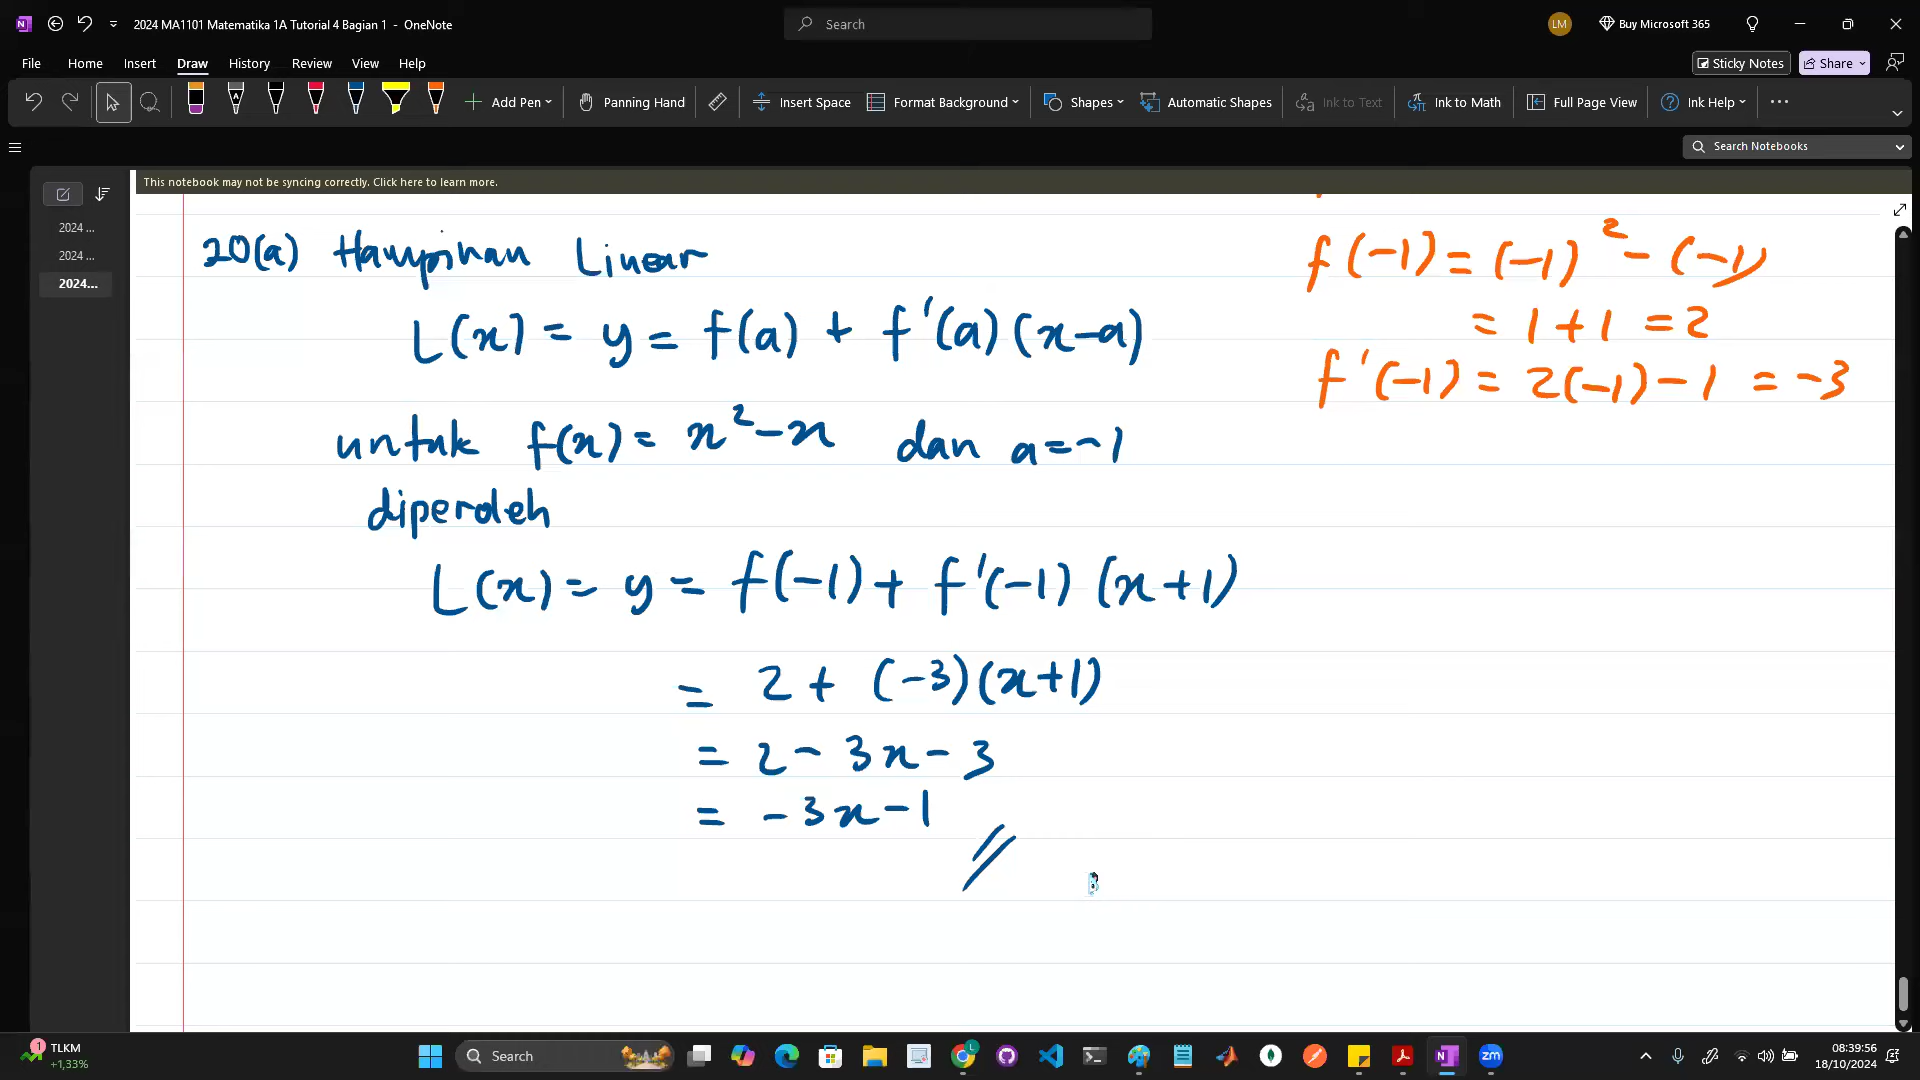 2024 MA1101 Matematika 1A Tutorial 4 Bagian 1 - OneNote
Search
LM
Buy Microsoft 365
File Home Insert Draw History Review View Help
Sticky Notes
Share
Add Pen
Panning Hand
Insert Space
Format Background
Shapes
Automatic Shapes
Ink to Text
Ink to Math
Full Page View
Ink Help
Search Notebooks
This notebook may not be syncing correctly. Click here to learn more.
2024 ...
2024 ...
2024...
20(a) Hampiran Linear
L(x) = y = f(a) + f'(a) (x-a)
untuk f(x) = x² - x dan a = -1
diperoleh
L(x) = y = f(-1) + f'(-1) (x+1)
= 2 + (-3)(x+1)
= 2 - 3x - 3
= -3x - 1
f(-1) = (-1)² - (-1)
= 1 + 1 = 2
f'(-1) = 2(-1) - 1 = -3
1
TLKM
+1,33%
Search
L
zm
08:39:56
18/10/2024